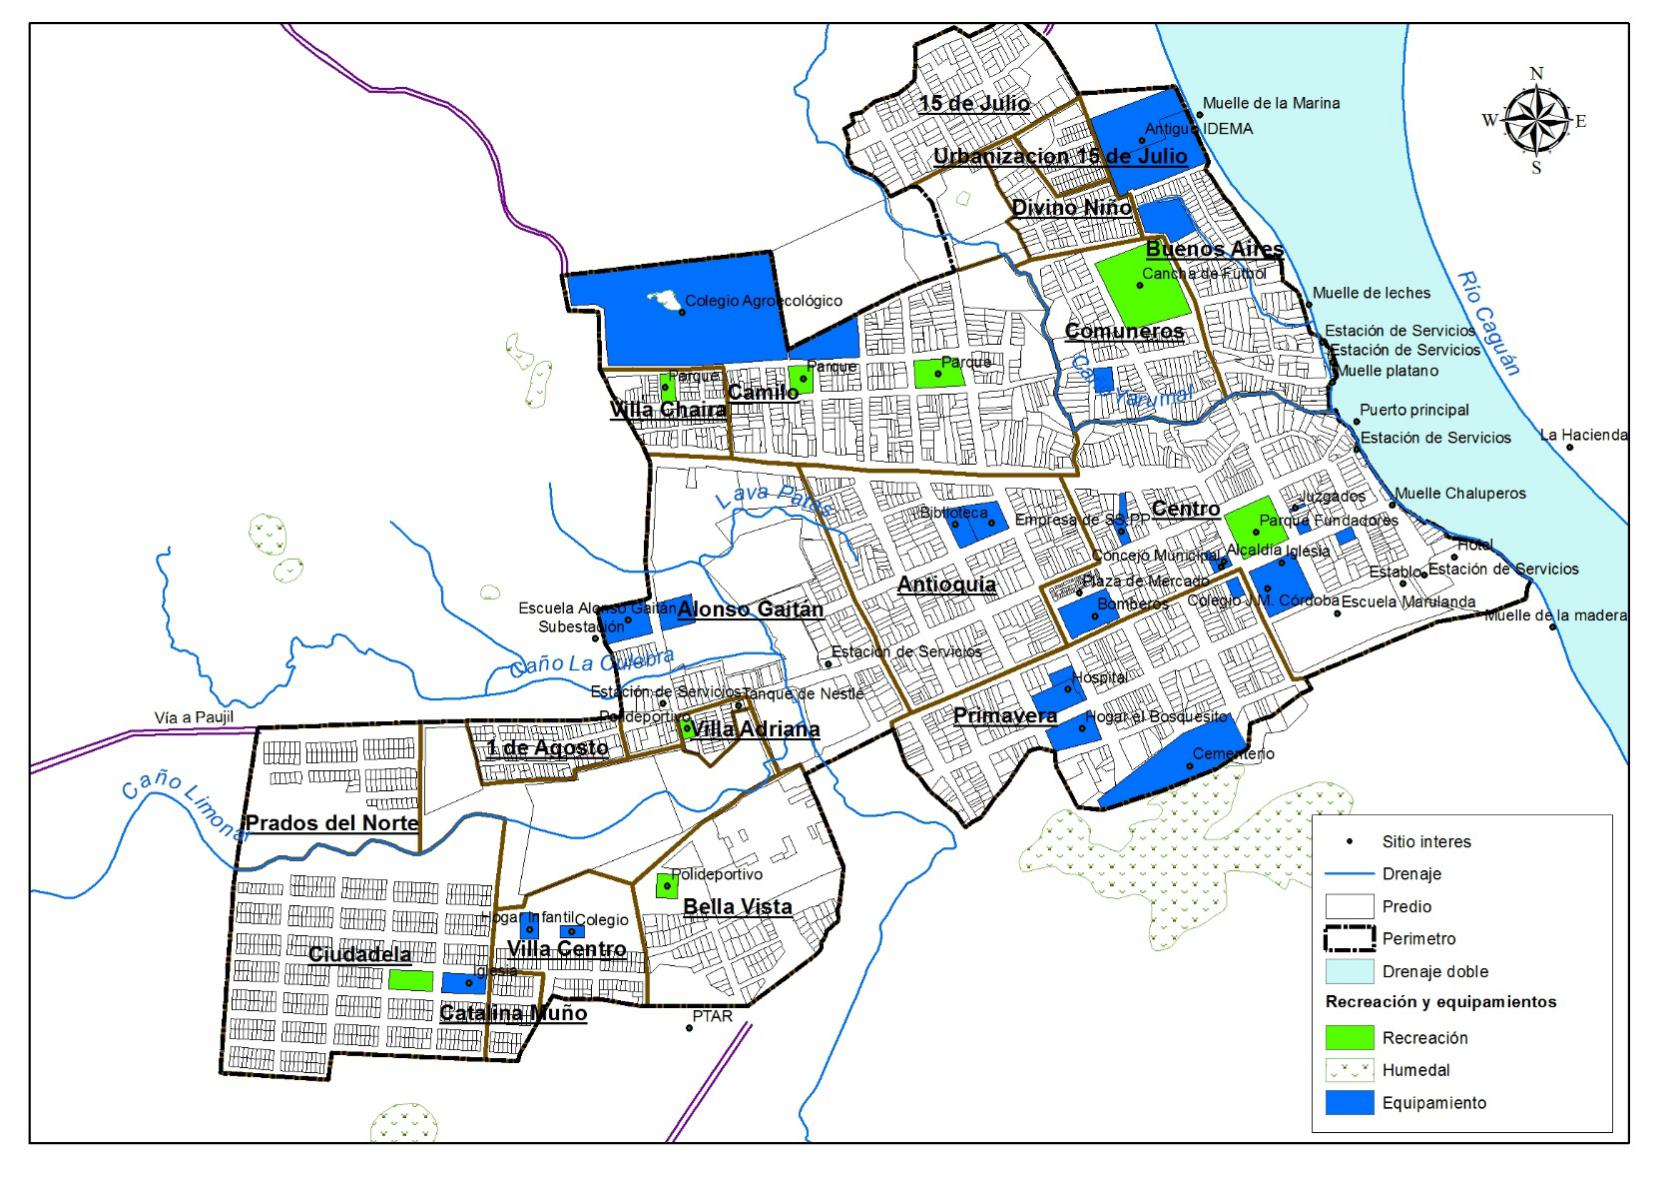 N
W E
S
15 de Julio
Muelle de la Marina
Antiguo IDEMA
Urbanizacion 15 de Julio
Divino Niño
Buenos Aires
Cancha de Futbol
Río Caguán
Muelle de leches
Colegio Agroecológico
Comuneros
Estación de Servicios
Estación de Servicios
Muelle platano
Parque
Parque
Parque
Camilo
Villa Chaira
Caño Yarumal
Puerto principal
Estación de Servicios
La Hacienda
Lava Patas
Muelle Chaluperos
Juzgados
Centro
Biblioteca
Empresa de SS.PP
Parque Fundadores
Hotel
Concejo Municipal
Alcaldía
Iglesia
Establo
Estación de Servicios
Antioquia
Plaza de Mercado
Bomberos
Colegio J.M. Córdoba
Escuela Marulanda
Muelle de la madera
Escuela Alonso Gaitán
Alonso Gaitán
Subestación
Caño La Culebra
Estación de Servicios
Hospital
Estación de Servicios
Tanque de Nestlé
Vía a Paujil
Polideportivo
Villa Adriana
Primavera
Hogar el Bosquesito
1 de Agosto
Cementerio
Caño Limonar
Prados del Norte
Polideportivo
Bella Vista
Hogar Infantil
Colegio
Villa Centro
Ciudadela
Iglesia
Catalina Muño
PTAR
Sitio interes
Drenaje
Predio
Perimetro
Drenaje doble
Recreación y equipamientos
Recreación
Humedal
Equipamiento